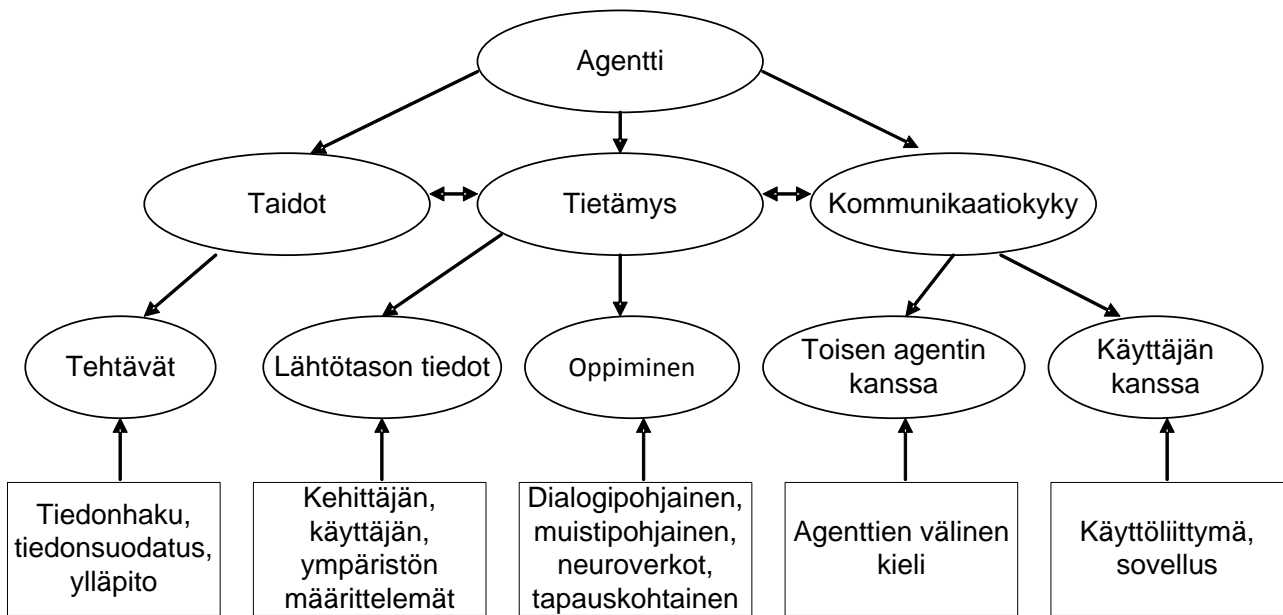 Agentti
Taidot
Tietämys
Kommunikaatiokyky
Tehtävät
Lähtötason tiedot
Oppiminen
Toisen agentin
kanssa
Käyttäjän
kanssa
Tiedonhaku,
tiedonsuodatus,
ylläpito
Kehittäjän,
käyttäjän,
ympäristön
määrittelemät
Dialogipohjainen,
muistipohjainen,
neuroverkot,
tapauskohtainen
Agenttien välinen
kieli
Käyttöliittymä,
sovellus